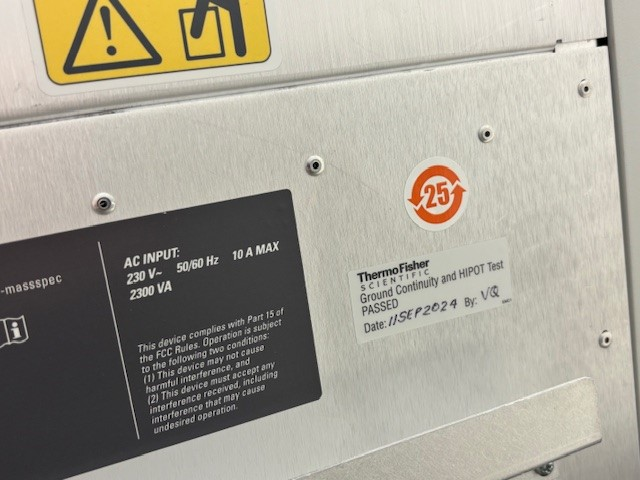 25
-massspec
AC INPUT:
230 V~ 50/60 Hz 10 A MAX
2300 VA
This device complies with Part 15 of
the FCC Rules. Operation is subject
to the following two conditions:
(1) This device may not cause
harmful interference, and
(2) This device must accept any
interference received, including
interference that may cause
undesired operation.
ThermoFisher
SCIENTIFIC
Ground Continuity and HIPOT Test
PASSED
Date: 11SEP2024 By: VQ